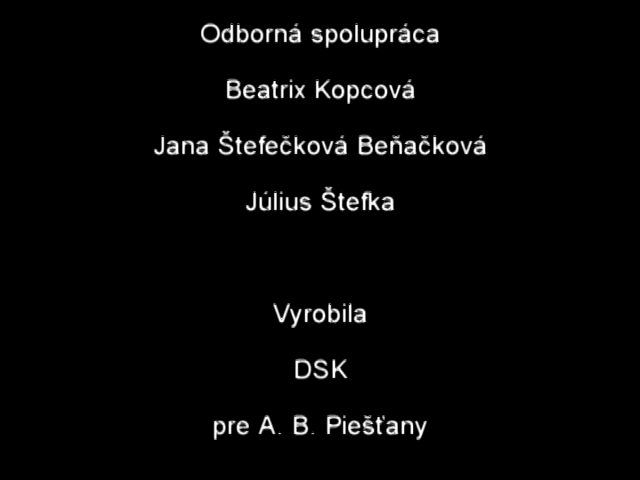 Odborná spolupráca
Beatrix Kopcová
Jana Štefečková Beňačková
Július Štefka
Vyrobila
DSK
pre A. B. Piešťany